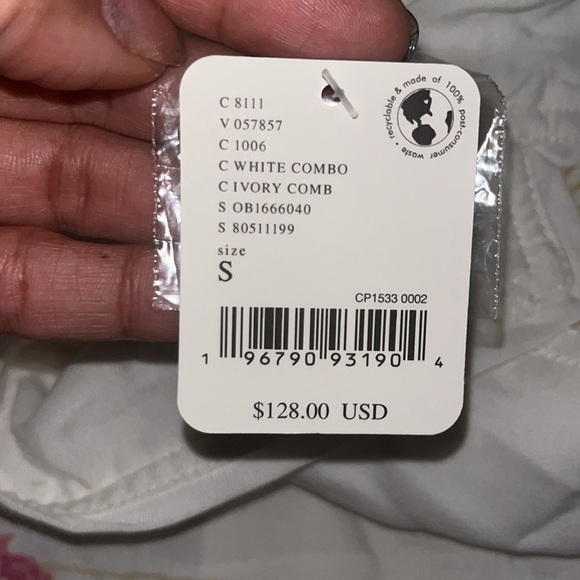 recyclable & made of 100% post-consumer waste •
C 8111
V 057857
C 1006
C WHITE COMBO
C IVORY COMB
S OB1666040
S 80511199
size
S
CP1533 0002
1 96790 93190 4
$128.00 USD